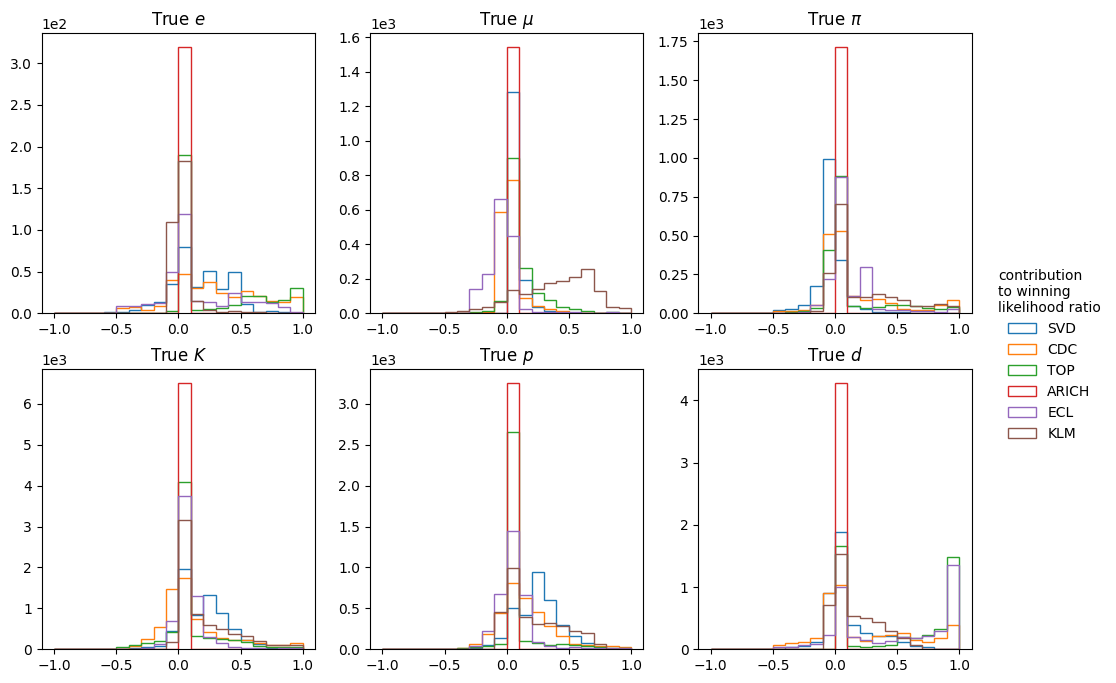 True e
1e2
3.0
2.5
2.0
1.5
1.0
0.5
0.0
−1.0 −0.5 0.0 0.5 1.0
True μ
1e3
1.6
1.4
1.2
1.0
0.8
0.6
0.4
0.2
0.0
−1.0 −0.5 0.0 0.5 1.0
True π
1e3
1.75
1.50
1.25
1.00
0.75
0.50
0.25
0.00
−1.0 −0.5 0.0 0.5 1.0
True K
1e3
6
5
4
3
2
1
0
−1.0 −0.5 0.0 0.5 1.0
True p
1e3
3.0
2.5
2.0
1.5
1.0
0.5
0.0
−1.0 −0.5 0.0 0.5 1.0
True d
1e3
4
3
2
1
0
−1.0 −0.5 0.0 0.5 1.0
contribution
to winning
likelihood ratio
SVD
CDC
TOP
ARICH
ECL
KLM